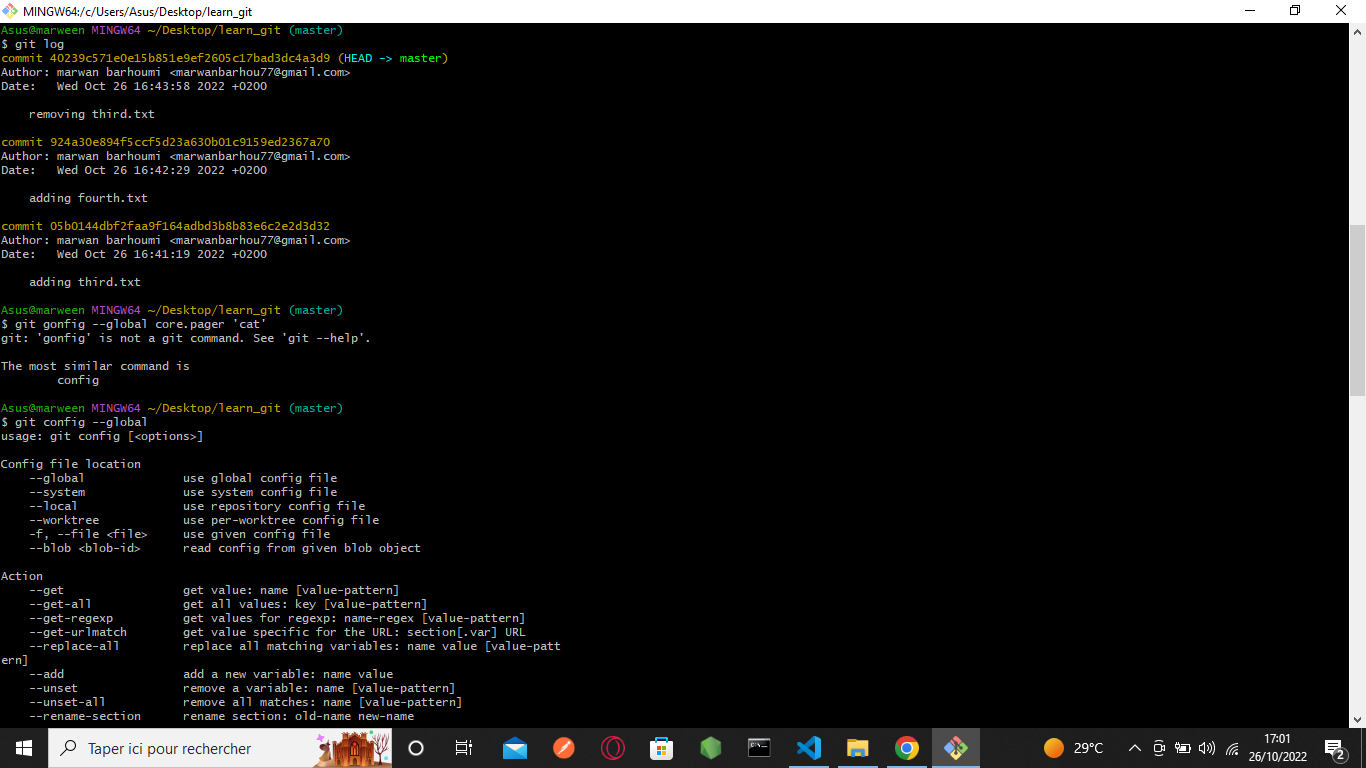 MINGW64:/c/Users/Asus/Desktop/learn_git
Asus@marween MINGW64 ~/Desktop/learn_git (master)
$ git log
commit 40239c571e0e15b851e9ef2605c17bad3dc4a3d9 (HEAD -> master)
Author: marwan barhoumi <marwanbarhou77@gmail.com>
Date:   Wed Oct 26 16:43:58 2022 +0200
removing third.txt
commit 924a30e894f5ccf5d23a630b01c9159ed2367a70
Author: marwan barhoumi <marwanbarhou77@gmail.com>
Date:   Wed Oct 26 16:42:29 2022 +0200
adding fourth.txt
commit 05b0144dbf2faa9f164adbd3b8b83e6c2e2d3d32
Author: marwan barhoumi <marwanbarhou77@gmail.com>
Date:   Wed Oct 26 16:41:19 2022 +0200
adding third.txt
Asus@marween MINGW64 ~/Desktop/learn_git (master)
$ git gonfig --global core.pager 'cat'
git: 'gonfig' is not a git command. See 'git --help'.
The most similar command is
config
Asus@marween MINGW64 ~/Desktop/learn_git (master)
$ git config --global
usage: git config [<options>]
Config file location
--global              use global config file
--system              use system config file
--local               use repository config file
--worktree            use per-worktree config file
-f, --file <file>     use given config file
--blob <blob-id>      read config from given blob object
Action
--get                 get value: name [value-pattern]
--get-all             get all values: key [value-pattern]
--get-regexp          get values for regexp: name-regex [value-pattern]
--get-urlmatch        get value specific for the URL: section[.var] URL
--replace-all         replace all matching variables: name value [value-patt
ern]
--add                 add a new variable: name value
--unset               remove a variable: name [value-pattern]
--unset-all           remove all matches: name [value-pattern]
--rename-section      rename section: old-name new-name
Taper ici pour rechercher
29°C
17:01
26/10/2022
2